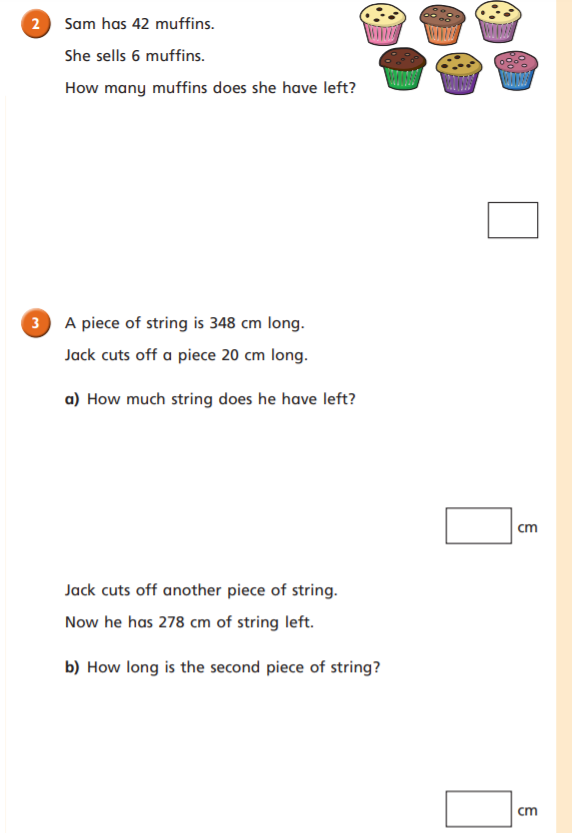 2 Sam has 42 muffins.
She sells 6 muffins.
How many muffins does she have left?
3 A piece of string is 348 cm long.
Jack cuts off a piece 20 cm long.
a) How much string does he have left?
cm
Jack cuts off another piece of string.
Now he has 278 cm of string left.
b) How long is the second piece of string?
cm